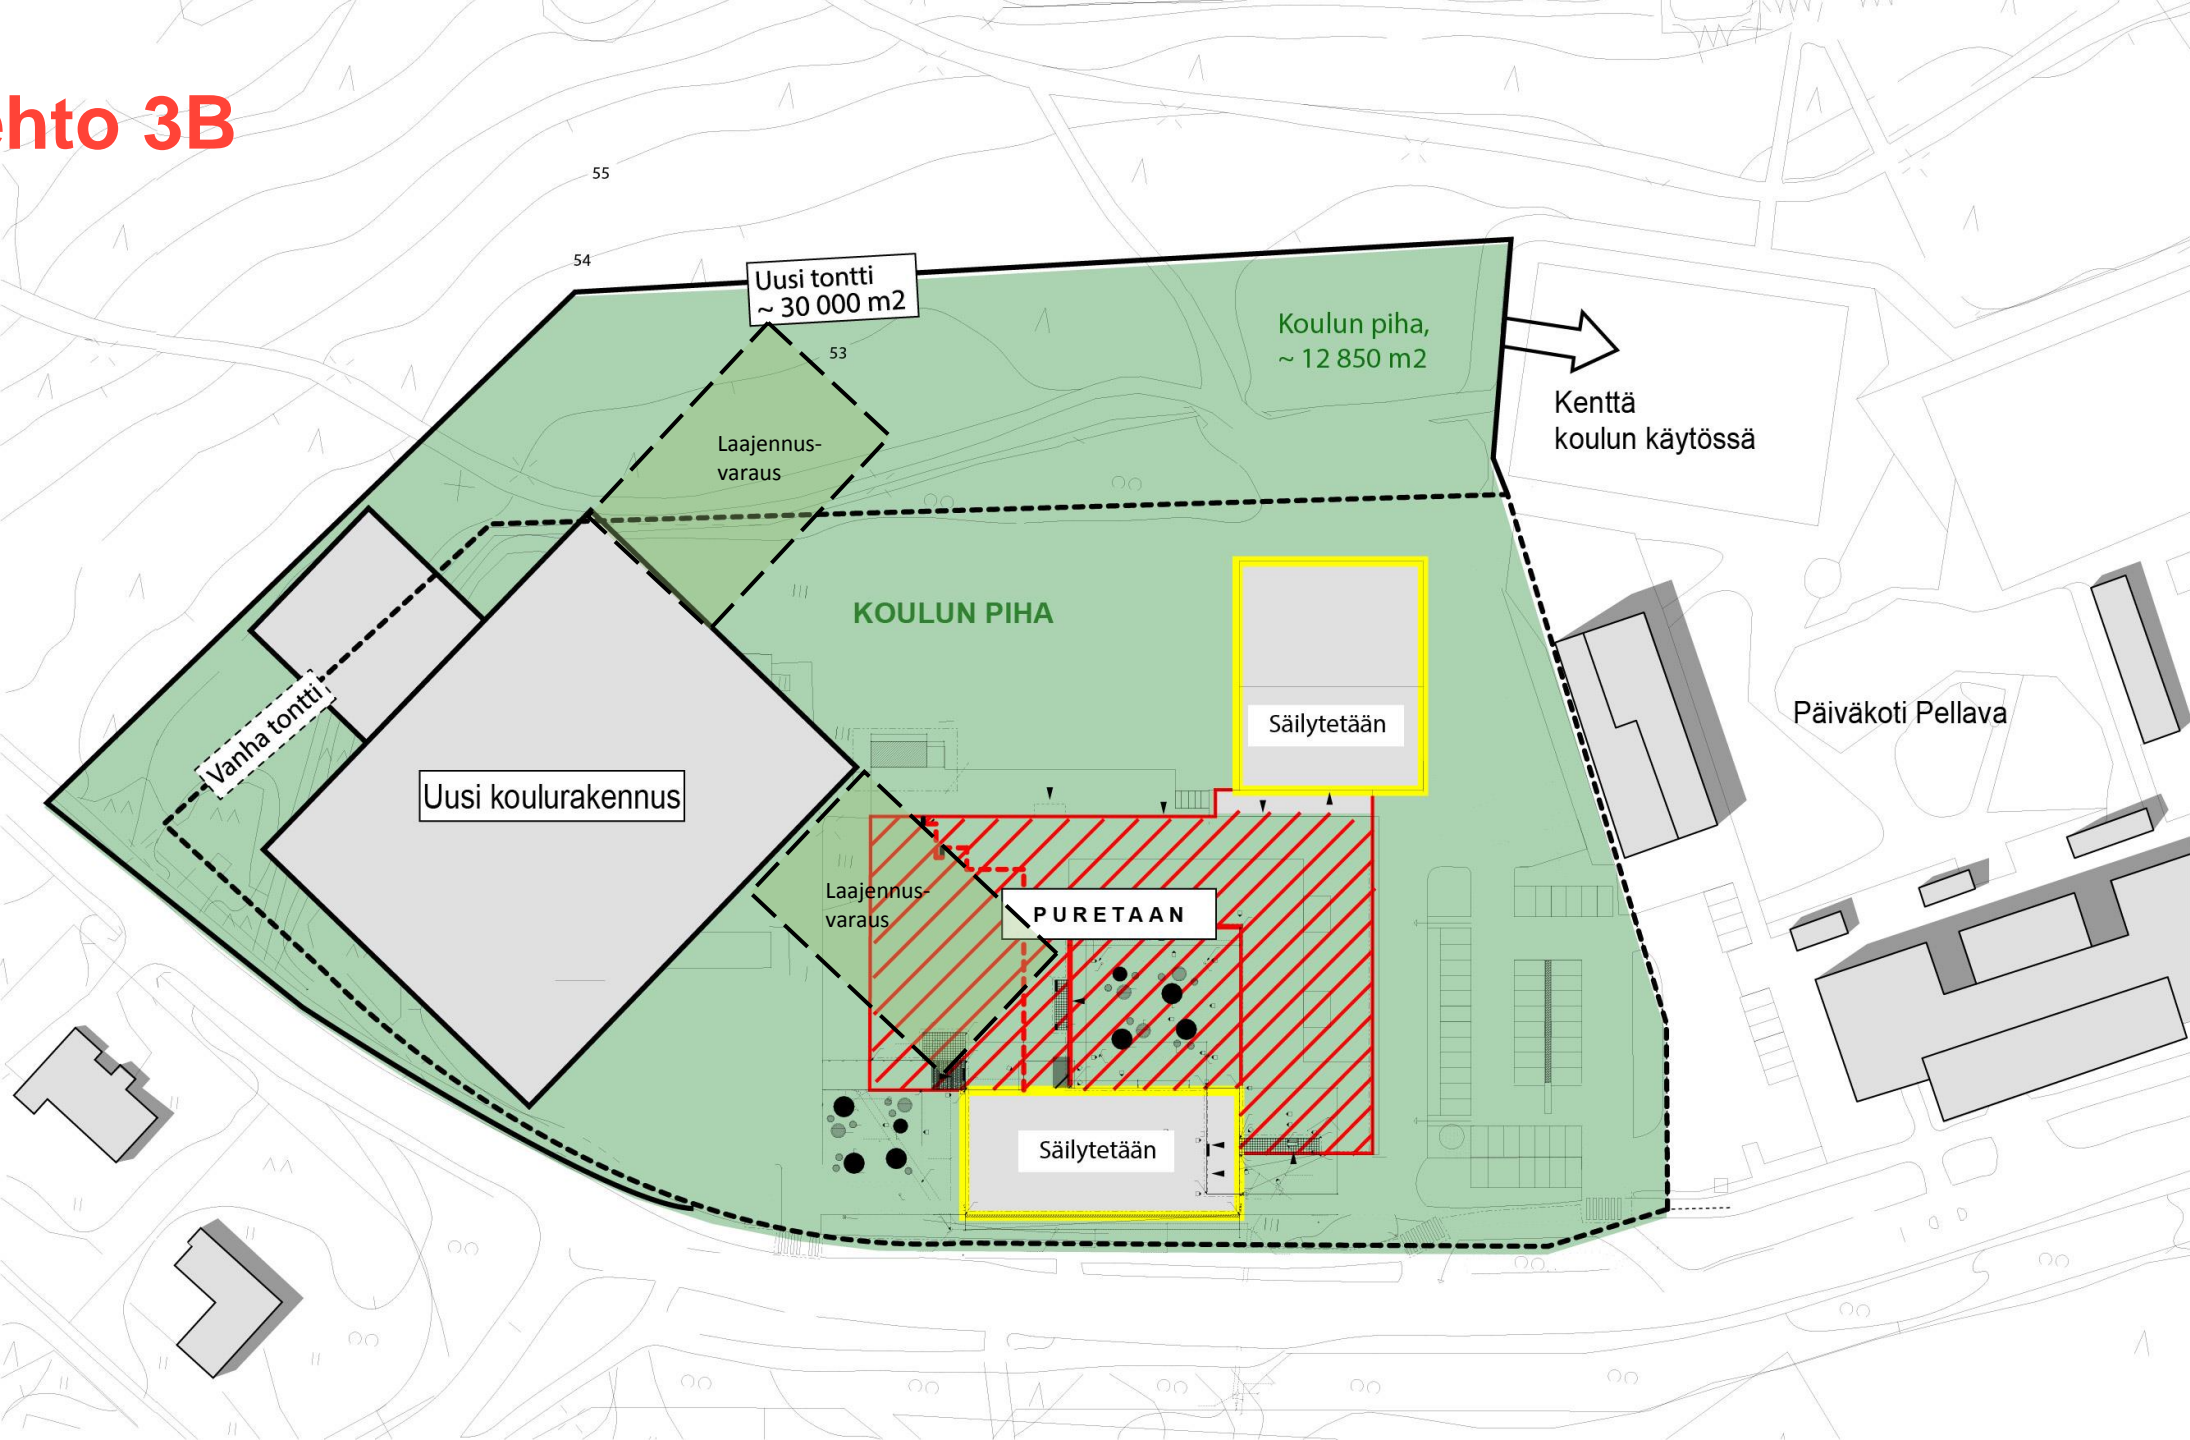 ehto 3B
55
54
Uusi tontti
~ 30 000 m2
53
Koulun piha,
~ 12 850 m2
Kenttä
koulun käytössä
Laajennus-
varaus
KOULUN PIHA
Vanha tontti
Säilytetään
Päiväkoti Pellava
Uusi koulurakennus
Laajennus-
varaus
PURETAAN
Säilytetään